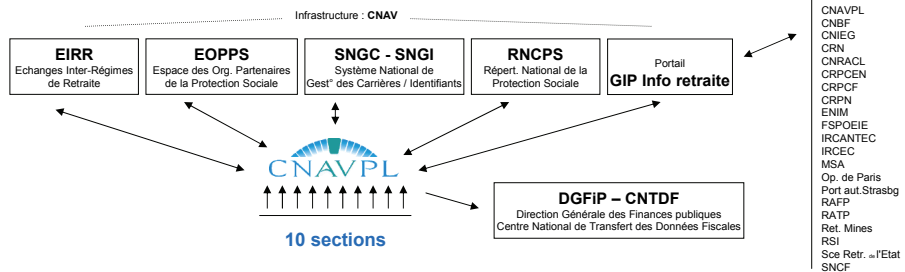 Infrastructure : CNAV
EIRR
Echanges Inter-Régimes
de Retraite
EOPPS
Espace des Org. Partenaires
de la Protection Sociale
SNGC - SNGI
Système National de
Gest° des Carrières / Identifiants
RNCPS
Répert. National de la
Protection Sociale
Portail
GIP Info retraite
CNAVPL
10 sections
DGFiP – CNTDF
Direction Générale des Finances publiques
Centre National de Transfert des Données Fiscales
CNAVPL
CNBF
CNIEG
CRN
CNRACL
CRPCEN
CRPCF
CRPN
ENIM
FSPOEIE
IRCANTEC
IRCEC
MSA
Op. de Paris
Port aut.Strasbg
RAFP
RATP
Ret. Mines
RSI
Sce Retr. de l'Etat
SNCF